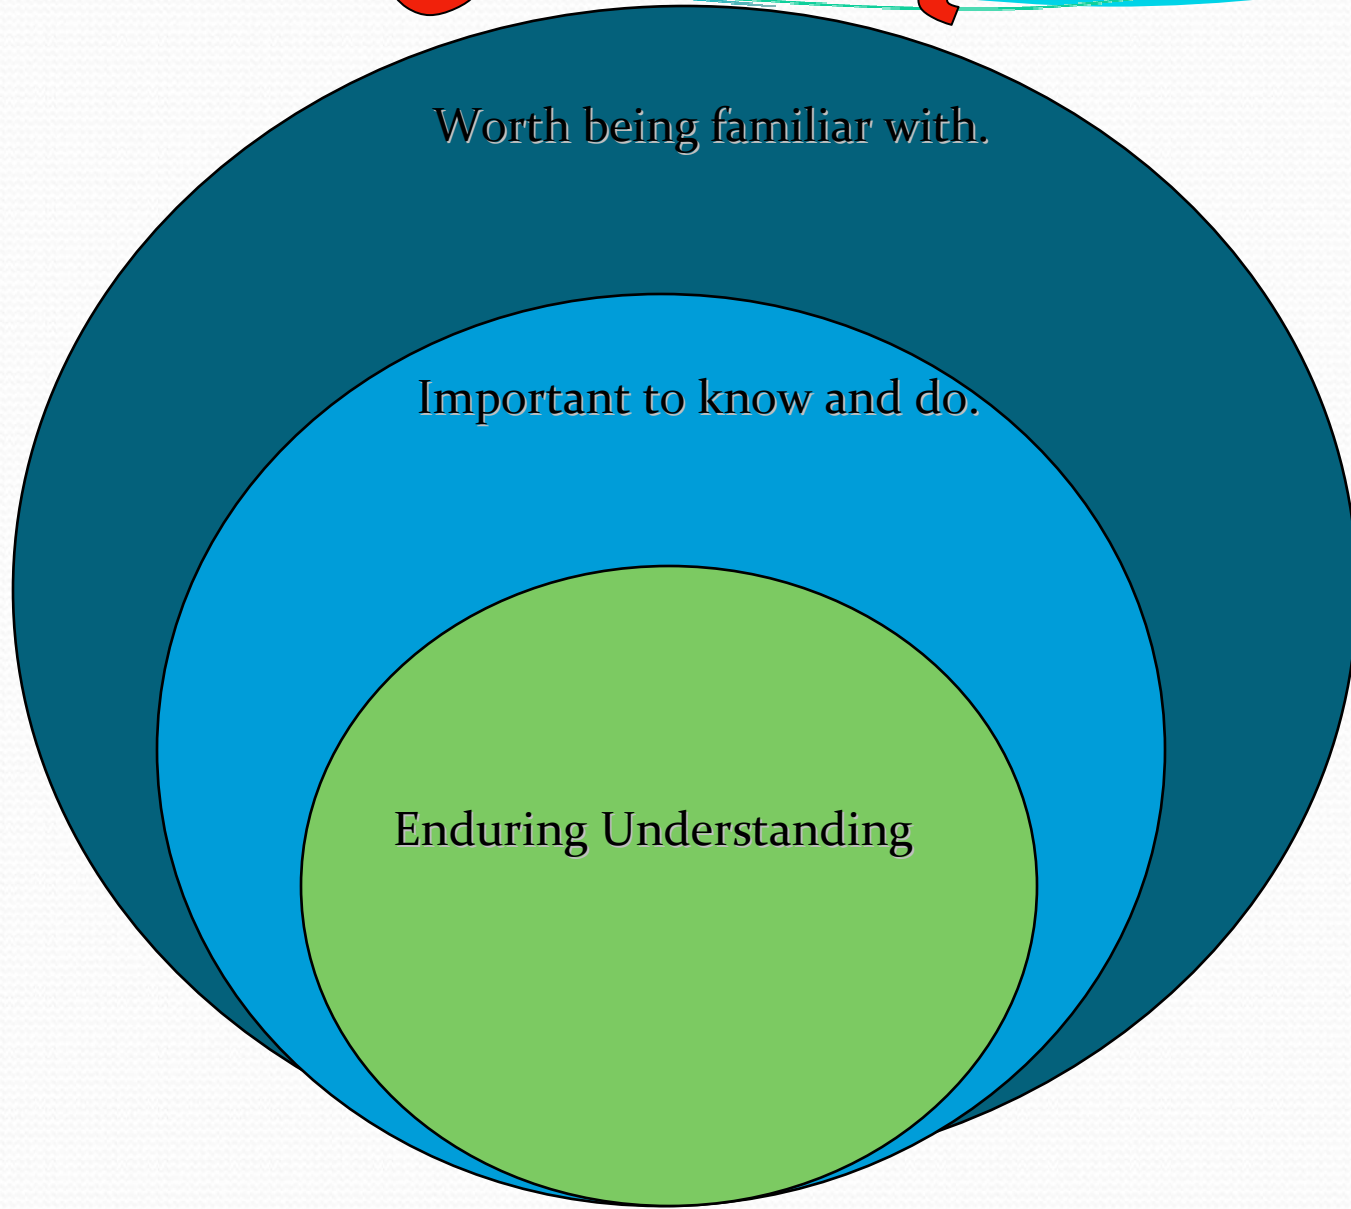 Worth being familiar with.
Important to know and do.
Enduring Understanding